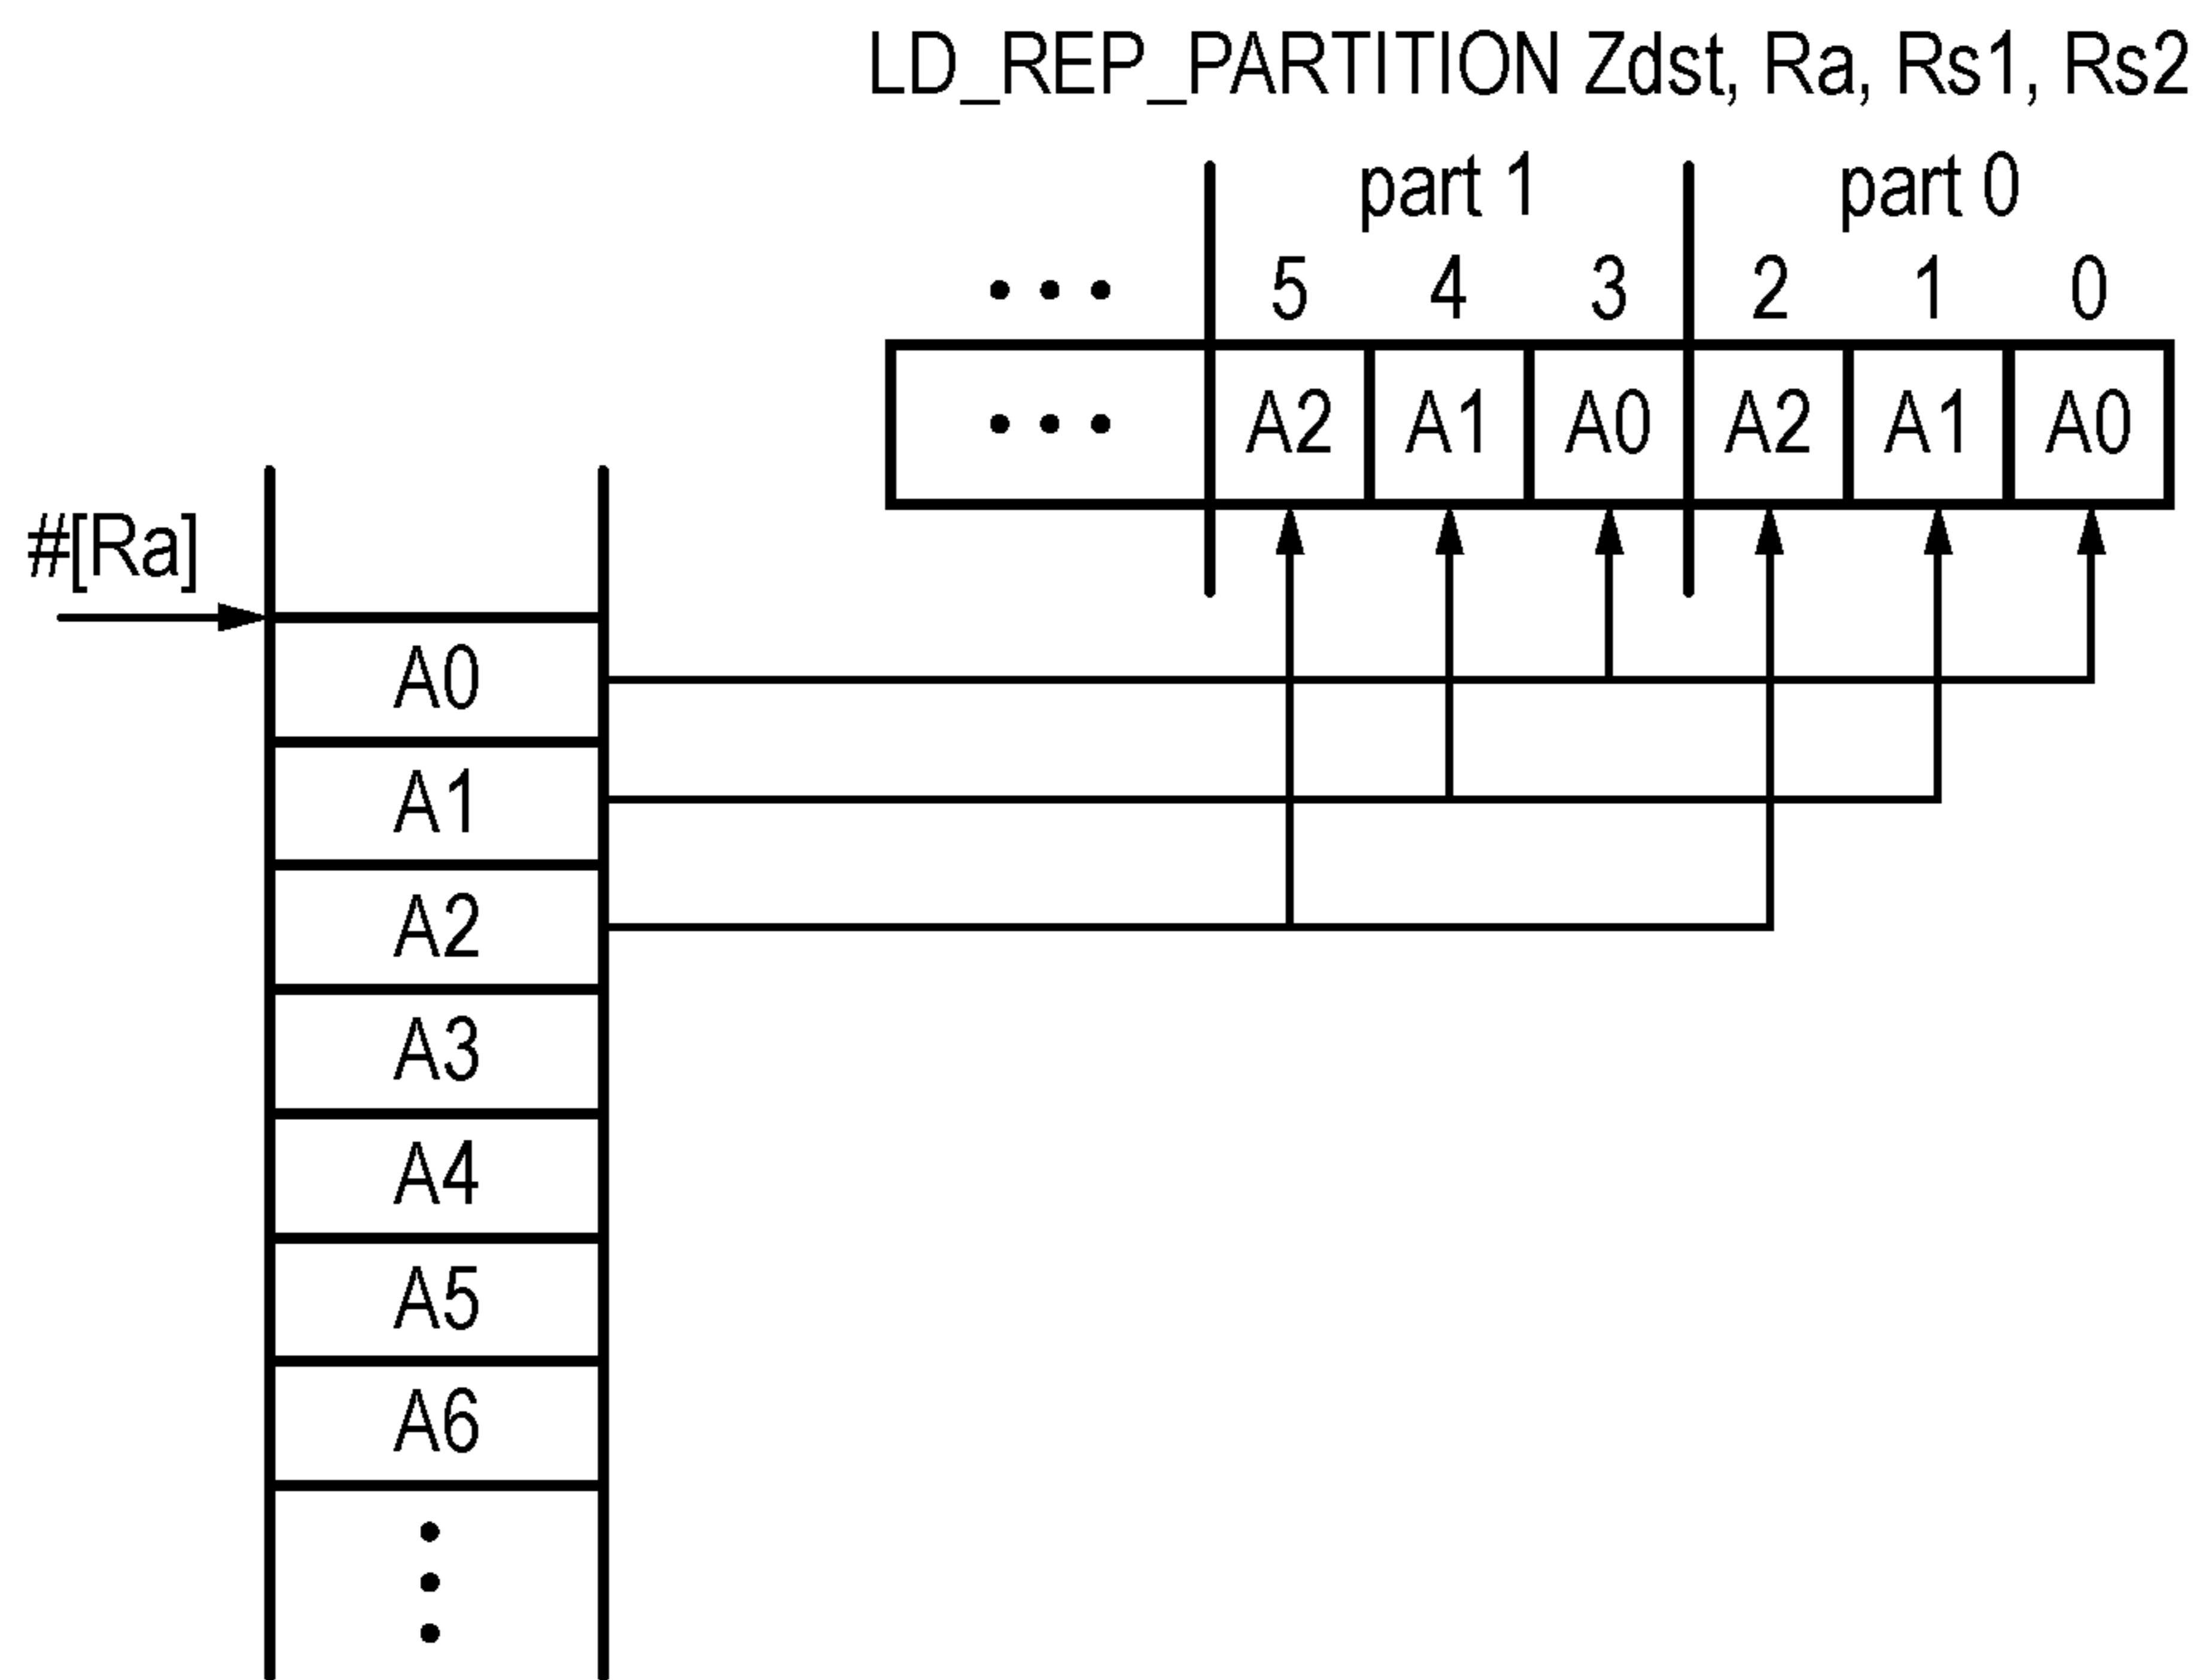 LD_REP_PARTITION Zdst, Ra, Rs1, Rs2
part 1 part 0
• • • 5 4 3 2 1 0
• • • A2 A1 A0 A2 A1 A0
#[Ra]
A0
A1
A2
A3
A4
A5
A6